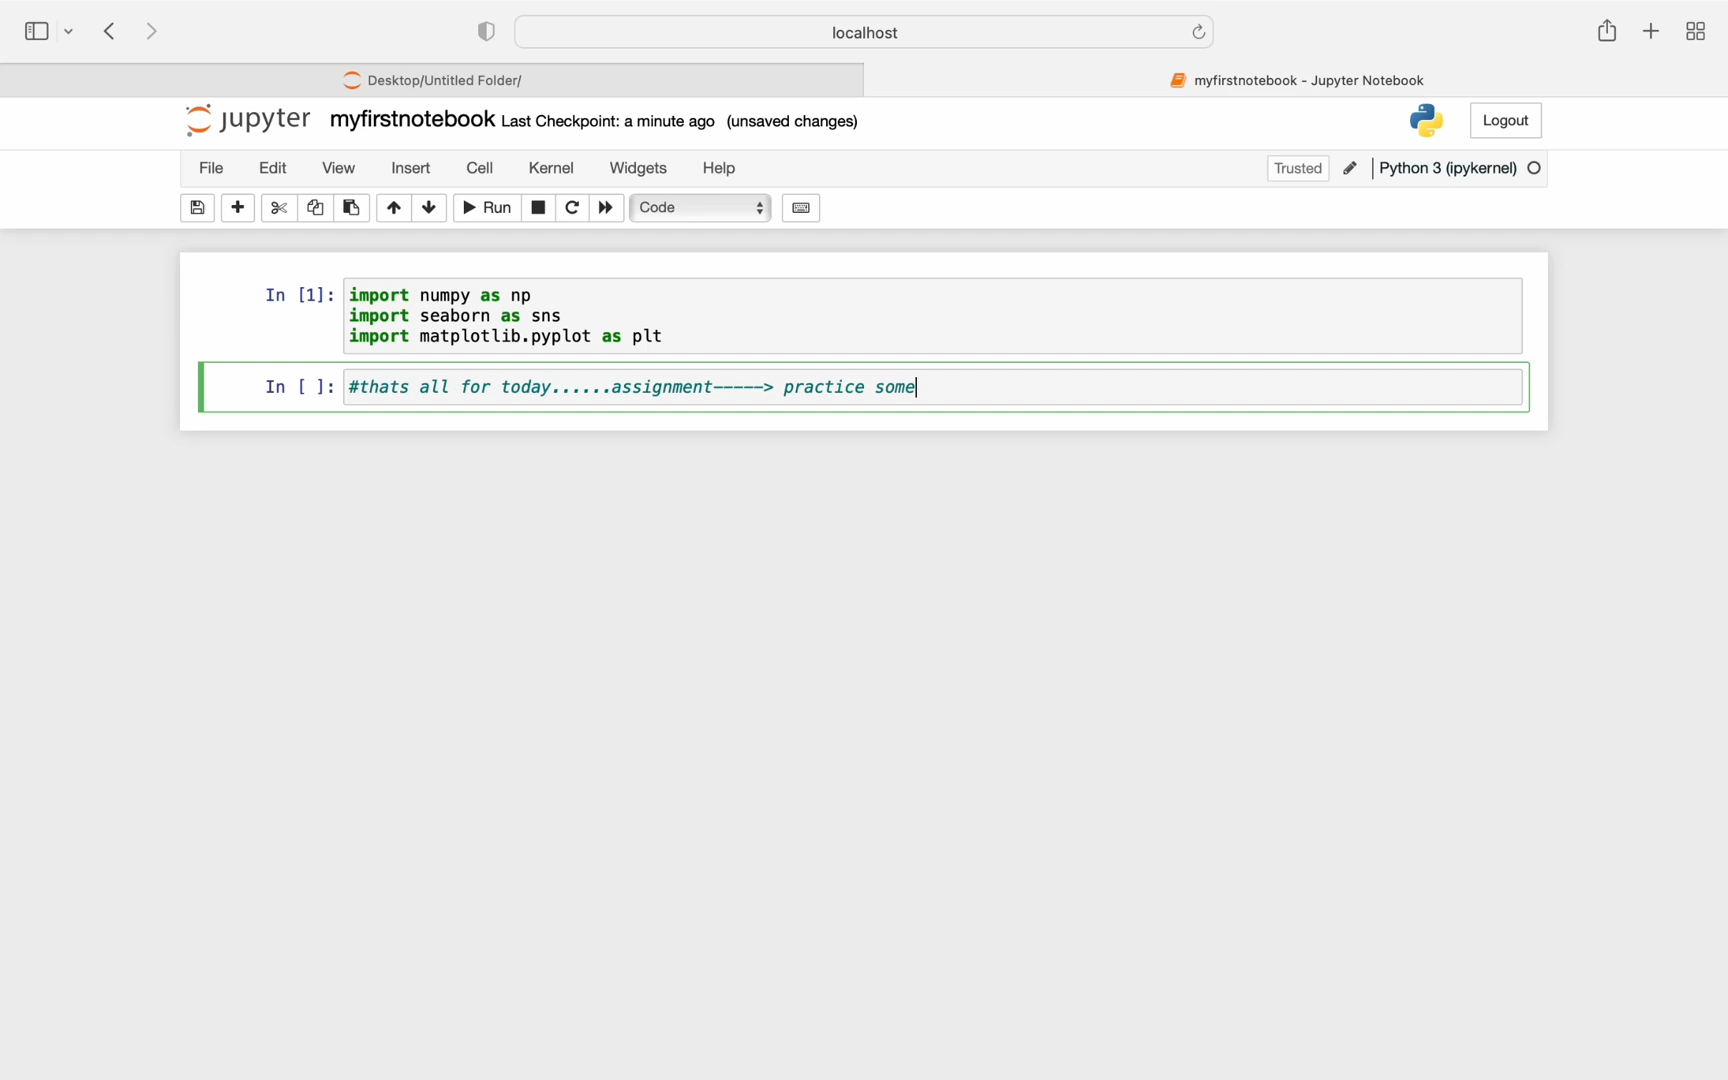 localhost
Desktop/Untitled Folder/
myfirstnotebook - Jupyter Notebook
jupyter myfirstnotebook Last Checkpoint: a minute ago (unsaved changes)
Logout
File Edit View Insert Cell Kernel Widgets Help
Trusted Python 3 (ipykernel)
Run Code
In [1]: import numpy as np
import seaborn as sns
import matplotlib.pyplot as plt
In [ ]: #thats all for today......assignment-----> practice some